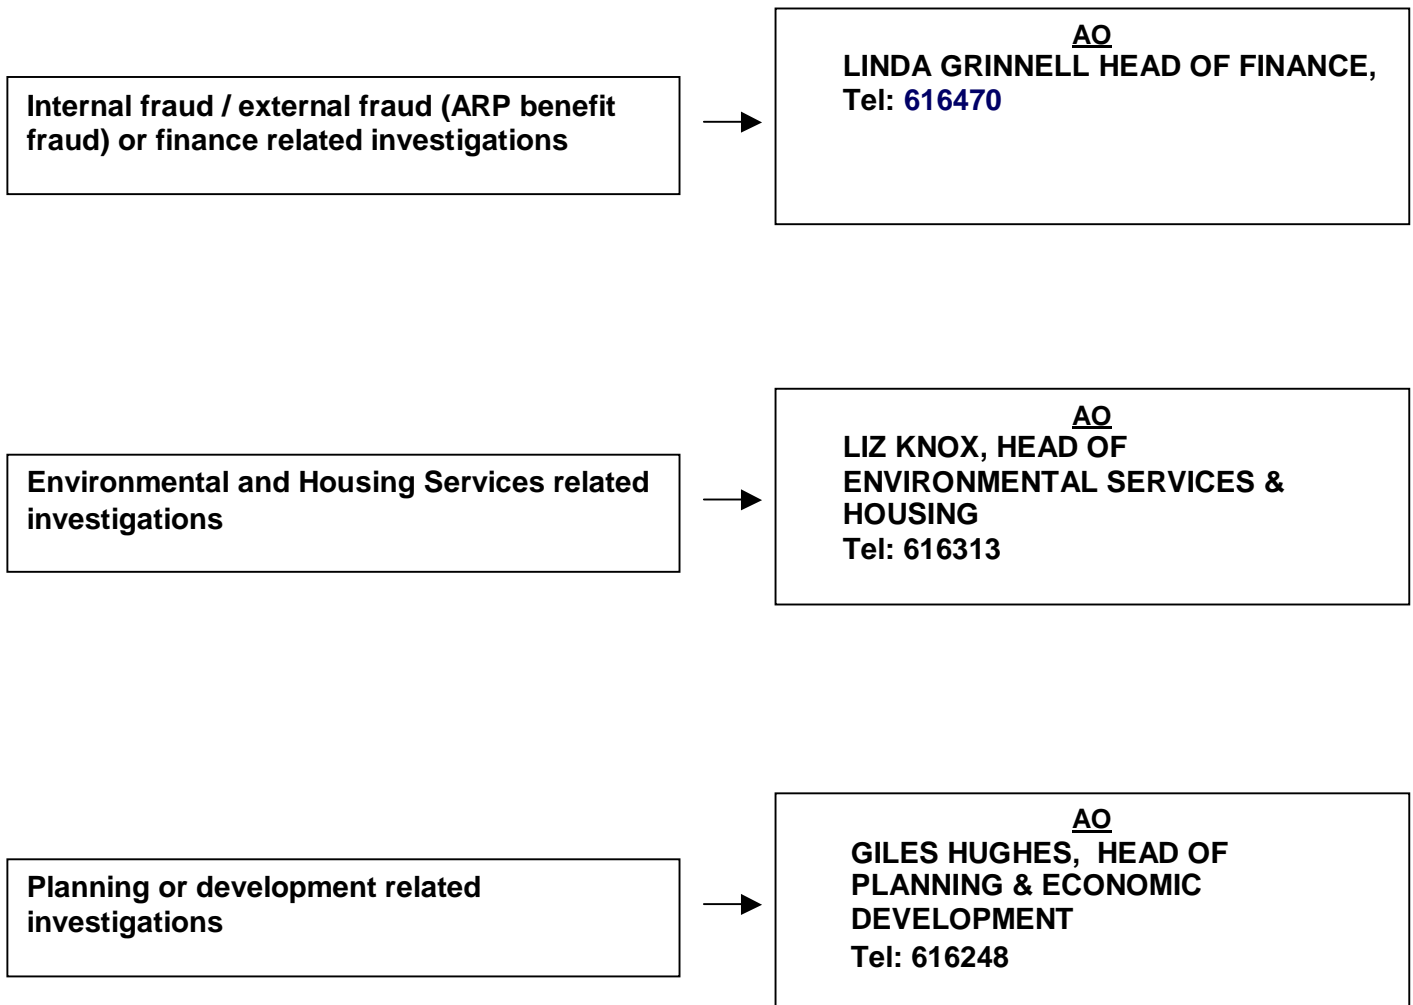 Internal fraud / external fraud (ARP benefit
fraud) or finance related investigations
AO
LINDA GRINNELL HEAD OF FINANCE,
Tel: 616470
Environmental and Housing Services related
investigations
AO
LIZ KNOX, HEAD OF
ENVIRONMENTAL SERVICES &
HOUSING
Tel: 616313
Planning or development related
investigations
AO
GILES HUGHES, HEAD OF
PLANNING & ECONOMIC
DEVELOPMENT
Tel: 616248